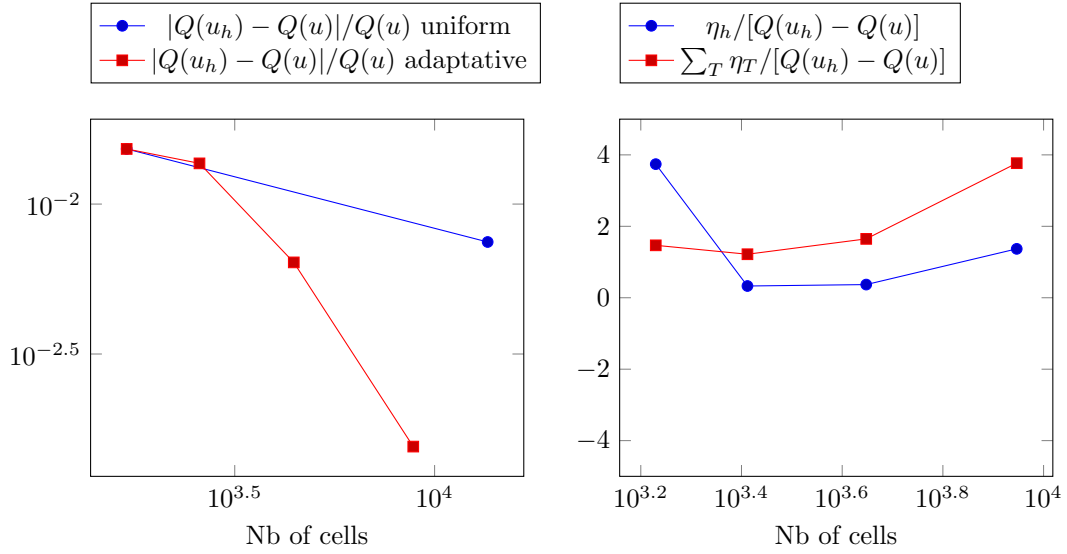 |Q(u_h) − Q(u)|/Q(u) uniform
|Q(u_h) − Q(u)|/Q(u) adaptative
10^{−2}
10^{−2.5}
10^{3.5} 10^4
Nb of cells
η_h/[Q(u_h) − Q(u)]
∑_T η_T/[Q(u_h) − Q(u)]
4
2
0
−2
−4
10^{3.2} 10^{3.4} 10^{3.6} 10^{3.8} 10^4
Nb of cells